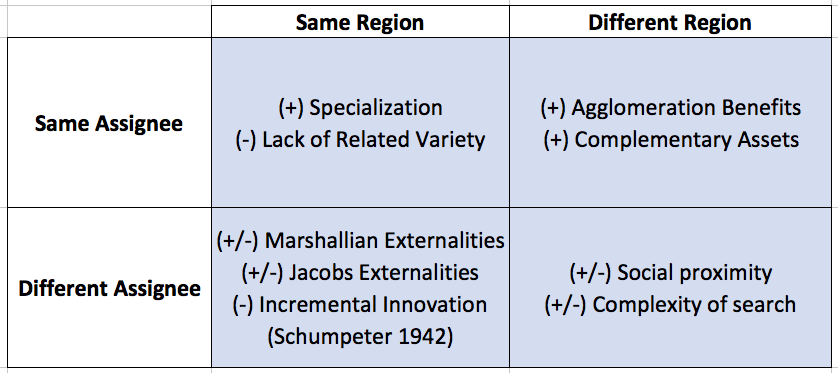 Same Region
Different Region
Same Assignee
(+) Specialization
(-) Lack of Related Variety
(+) Agglomeration Benefits
(+) Complementary Assets
Different Assignee
(+/-) Marshallian Externalities
(+/-) Jacobs Externalities
(-) Incremental Innovation
(Schumpeter 1942)
(+/-) Social proximity
(+/-) Complexity of search